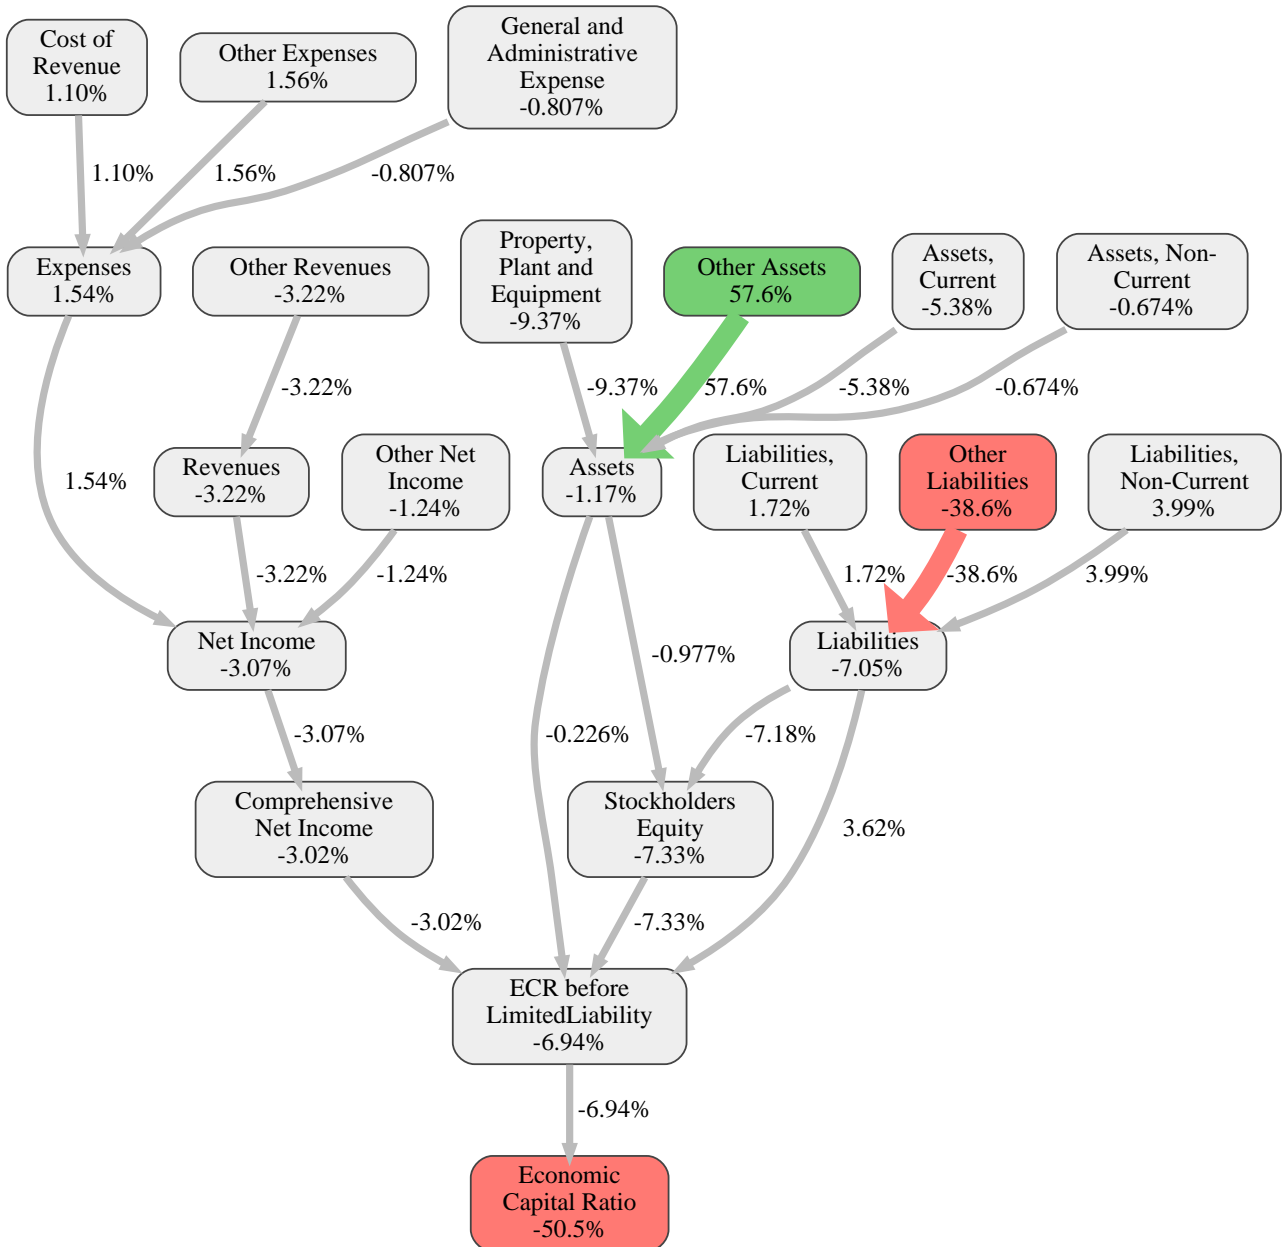 Cost of
Revenue
1.10%
Other Expenses
1.56%
General and
Administrative
Expense
-0.807%
1.10%
1.56%
-0.807%
Expenses
1.54%
Other Revenues
-3.22%
Property,
Plant and
Equipment
-9.37%
Other Assets
57.6%
Assets,
Current
-5.38%
Assets, Non-
Current
-0.674%
-3.22%
-9.37%
57.6%
-5.38%
-0.674%
1.54%
Revenues
-3.22%
Other Net
Income
-1.24%
Assets
-1.17%
Liabilities,
Current
1.72%
Other
Liabilities
-38.6%
Liabilities,
Non-Current
3.99%
-3.22%
-1.24%
1.72%
-38.6%
3.99%
Net Income
-3.07%
-0.977%
Liabilities
-7.05%
-3.07%
-0.226%
-7.18%
Comprehensive
Net Income
-3.02%
Stockholders
Equity
-7.33%
3.62%
-3.02%
-7.33%
ECR before
LimitedLiability
-6.94%
-6.94%
Economic
Capital Ratio
-50.5%